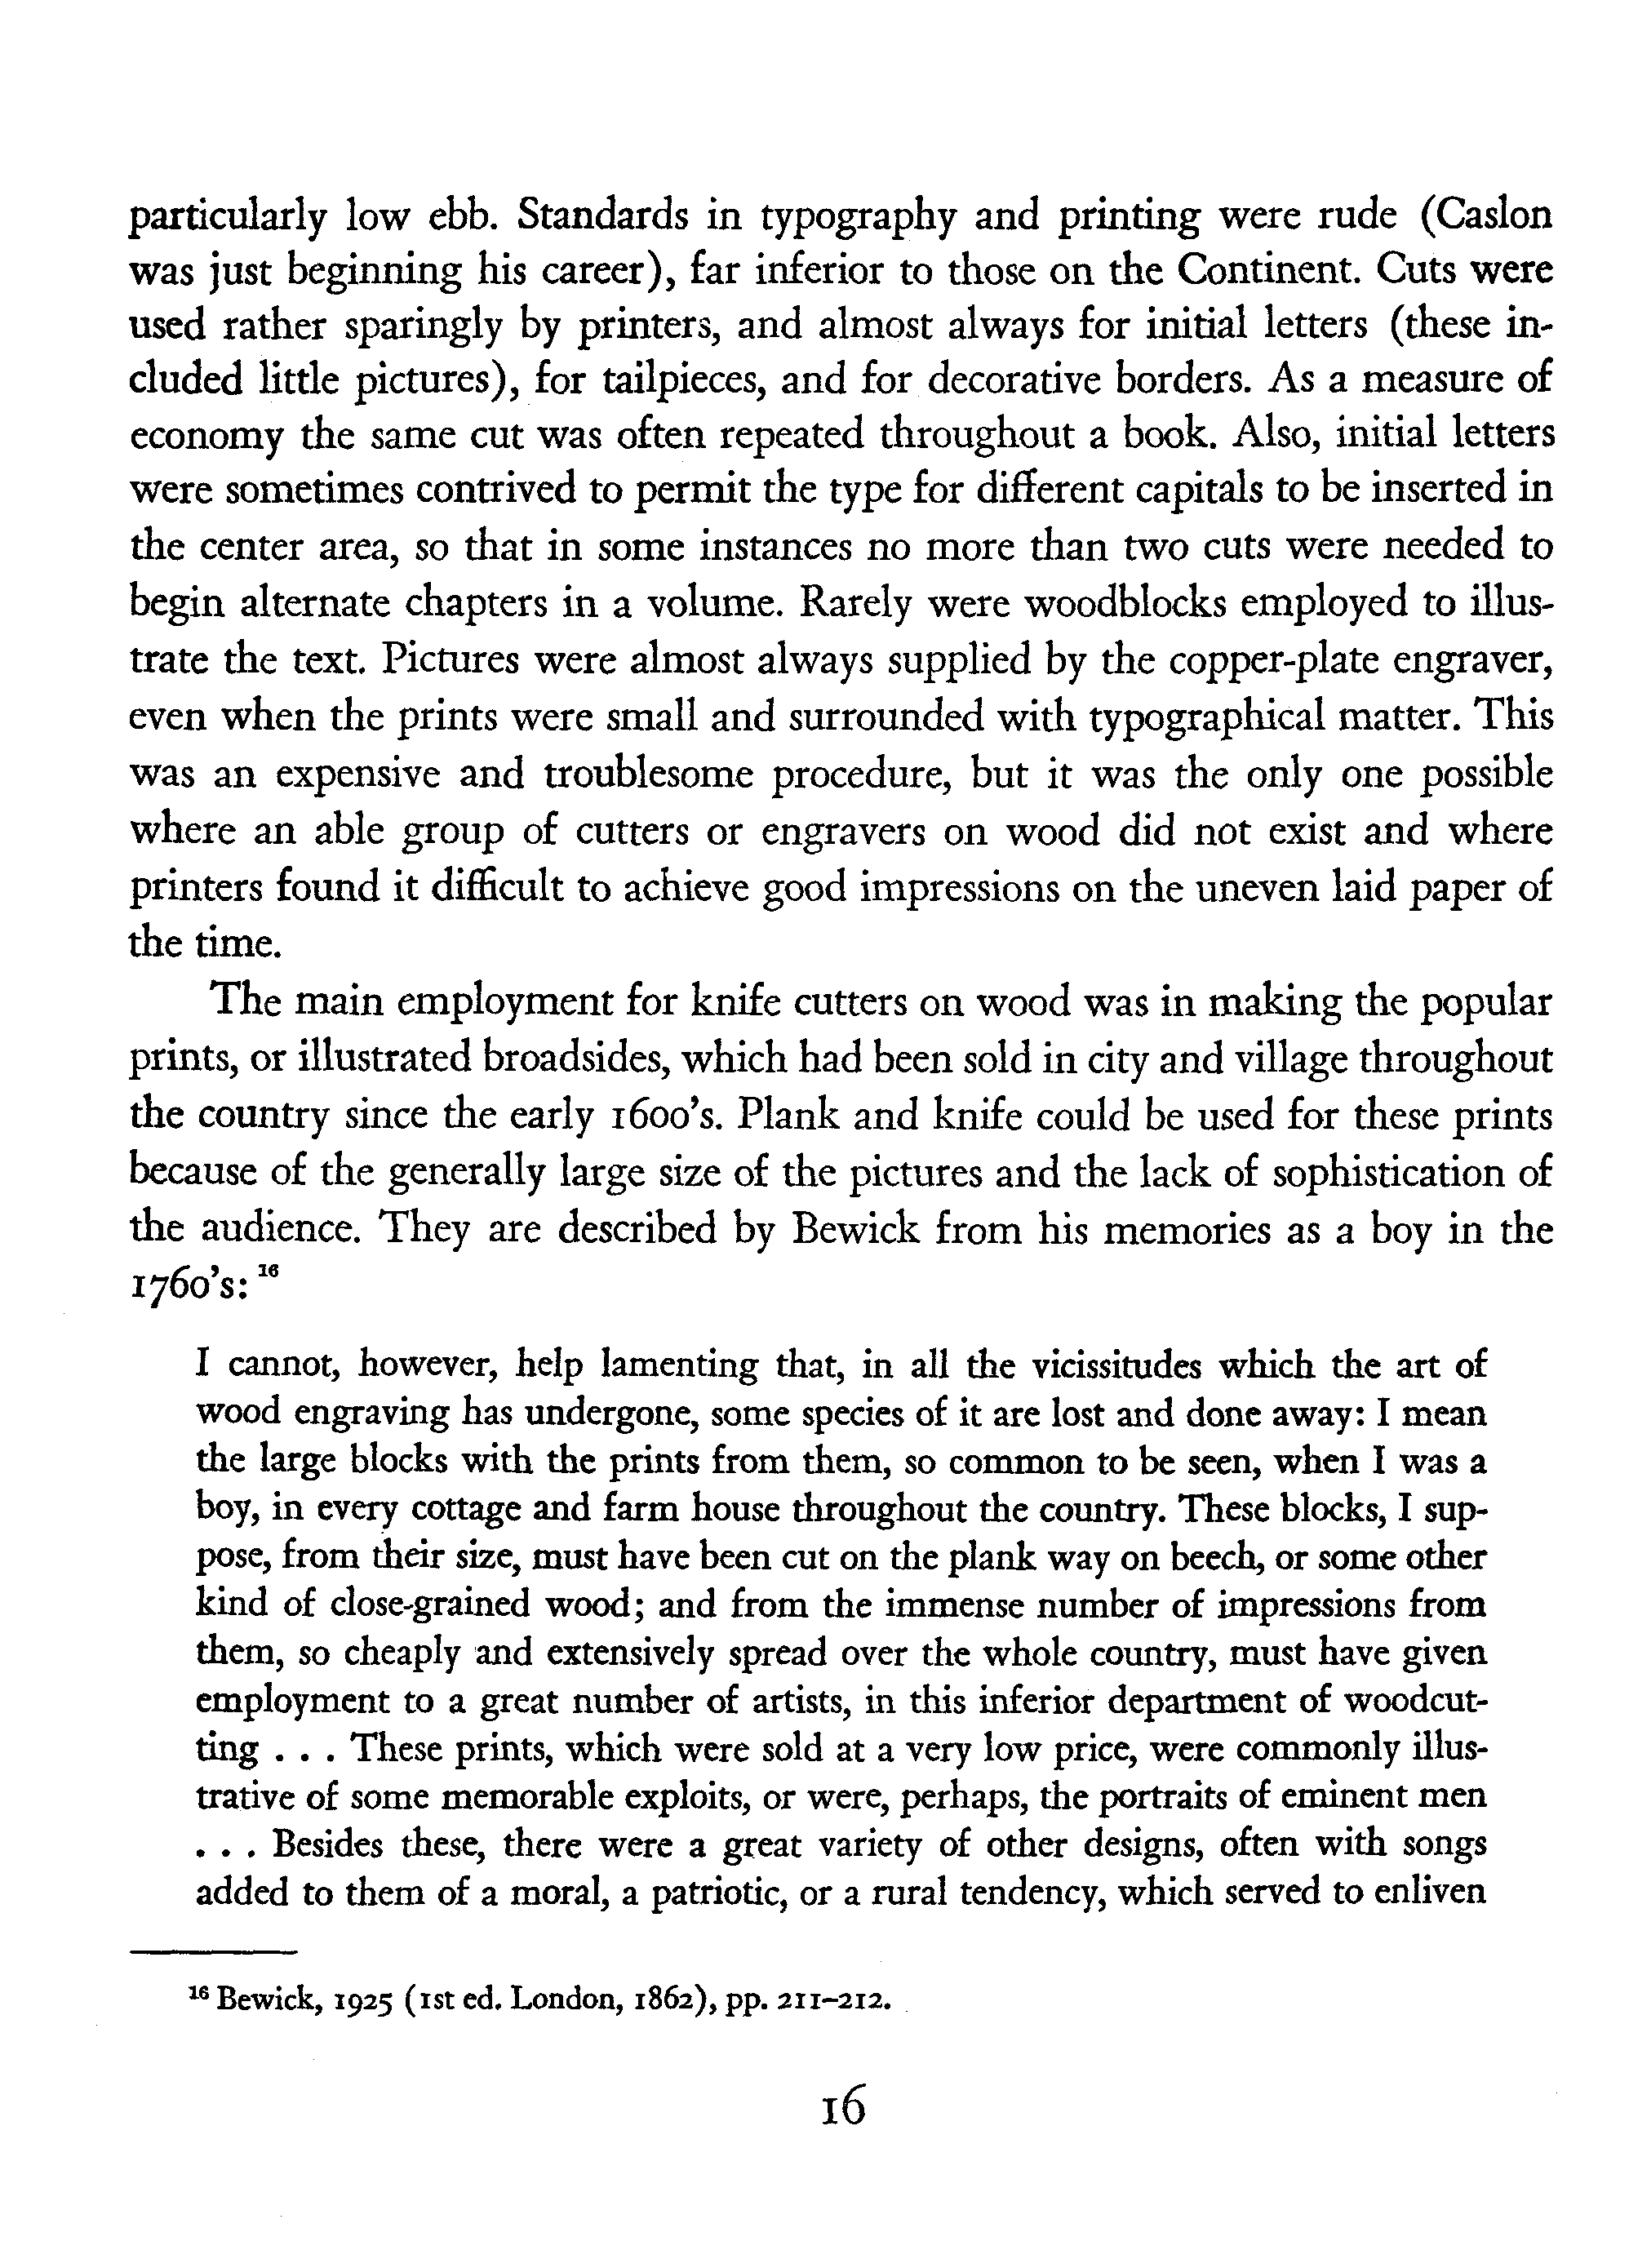 particularly low ebb. Standards in typography and printing were rude (Caslon
was just beginning his career), far inferior to those on the Continent. Cuts were
used rather sparingly by printers, and almost always for initial letters (these in-
cluded little pictures), for tailpieces, and for decorative borders. As a measure of
economy the same cut was often repeated throughout a book. Also, initial letters
were sometimes contrived to permit the type for different capitals to be inserted in
the center area, so that in some instances no more than two cuts were needed to
begin alternate chapters in a volume. Rarely were woodblocks employed to illus-
trate the text. Pictures were almost always supplied by the copper-plate engraver,
even when the prints were small and surrounded with typographical matter. This
was an expensive and troublesome procedure, but it was the only one possible
where an able group of cutters or engravers on wood did not exist and where
printers found it difficult to achieve good impressions on the uneven laid paper of
the time.
The main employment for knife cutters on wood was in making the popular
prints, or illustrated broadsides, which had been sold in city and village throughout
the country since the early 1600's. Plank and knife could be used for these prints
because of the generally large size of the pictures and the lack of sophistication of
the audience. They are described by Bewick from his memories as a boy in the
1760's: 16
I cannot, however, help lamenting that, in all the vicissitudes which the art of
wood engraving has undergone, some species of it are lost and done away: I mean
the large blocks with the prints from them, so common to be seen, when I was a
boy, in every cottage and farm house throughout the country. These blocks, I sup-
pose, from their size, must have been cut on the plank way on beech, or some other
kind of close-grained wood; and from the immense number of impressions from
them, so cheaply and extensively spread over the whole country, must have given
employment to a great number of artists, in this inferior department of woodcut-
ting . . . These prints, which were sold at a very low price, were commonly illus-
trative of some memorable exploits, or were, perhaps, the portraits of eminent men
. . . Besides these, there were a great variety of other designs, often with songs
added to them of a moral, a patriotic, or a rural tendency, which served to enliven
16 Bewick, 1925 (1st ed. London, 1862), pp. 211–212.
16